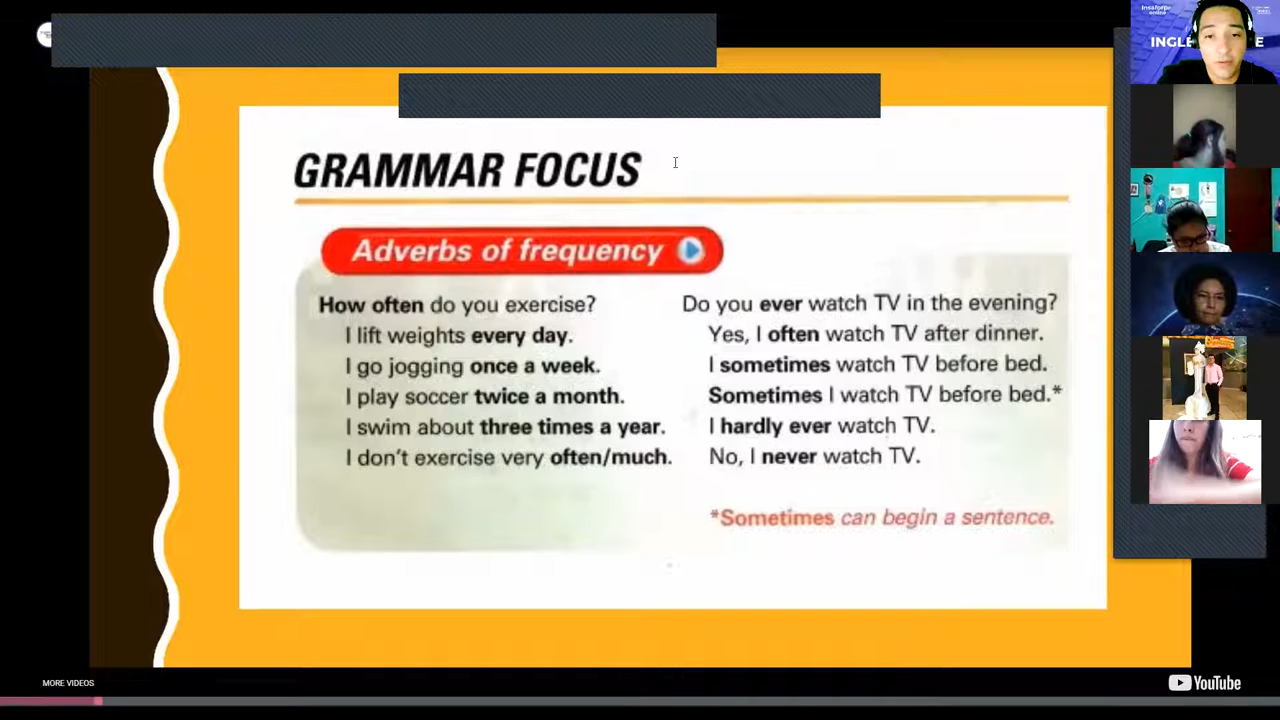 Insaforp
online
INGL E
GRAMMAR FOCUS
Adverbs of frequency
How often do you exercise?
I lift weights every day.
I go jogging once a week.
I play soccer twice a month.
I swim about three times a year.
I don't exercise very often/much.
Do you ever watch TV in the evening?
Yes, I often watch TV after dinner.
I sometimes watch TV before bed.
Sometimes I watch TV before bed.*
I hardly ever watch TV.
No, I never watch TV.
*Sometimes can begin a sentence.
MORE VIDEOS
YouTube